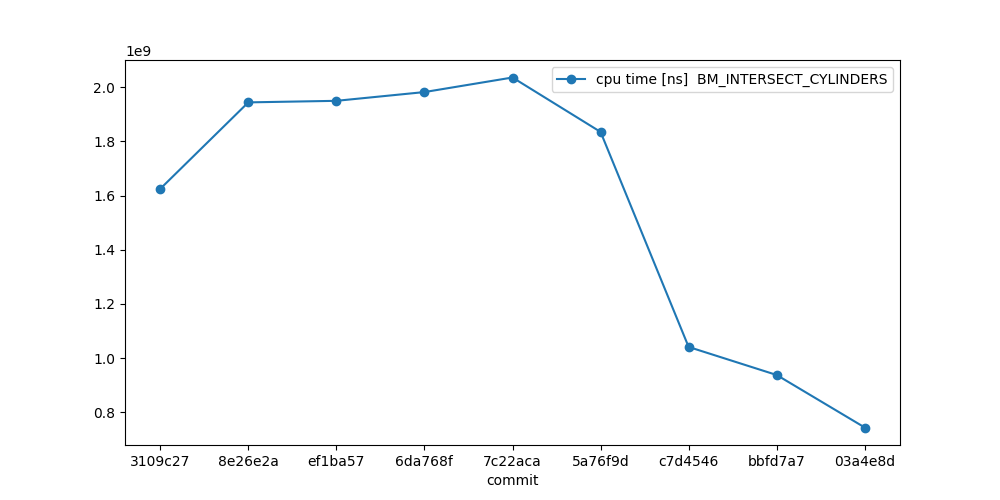 1e9
cpu time [ns]  BM_INTERSECT_CYLINDERS
2.0
1.8
1.6
1.4
1.2
1.0
0.8
3109c27 8e26e2a ef1ba57 6da768f 7c22aca 5a76f9d c7d4546 bbfd7a7 03a4e8d
commit